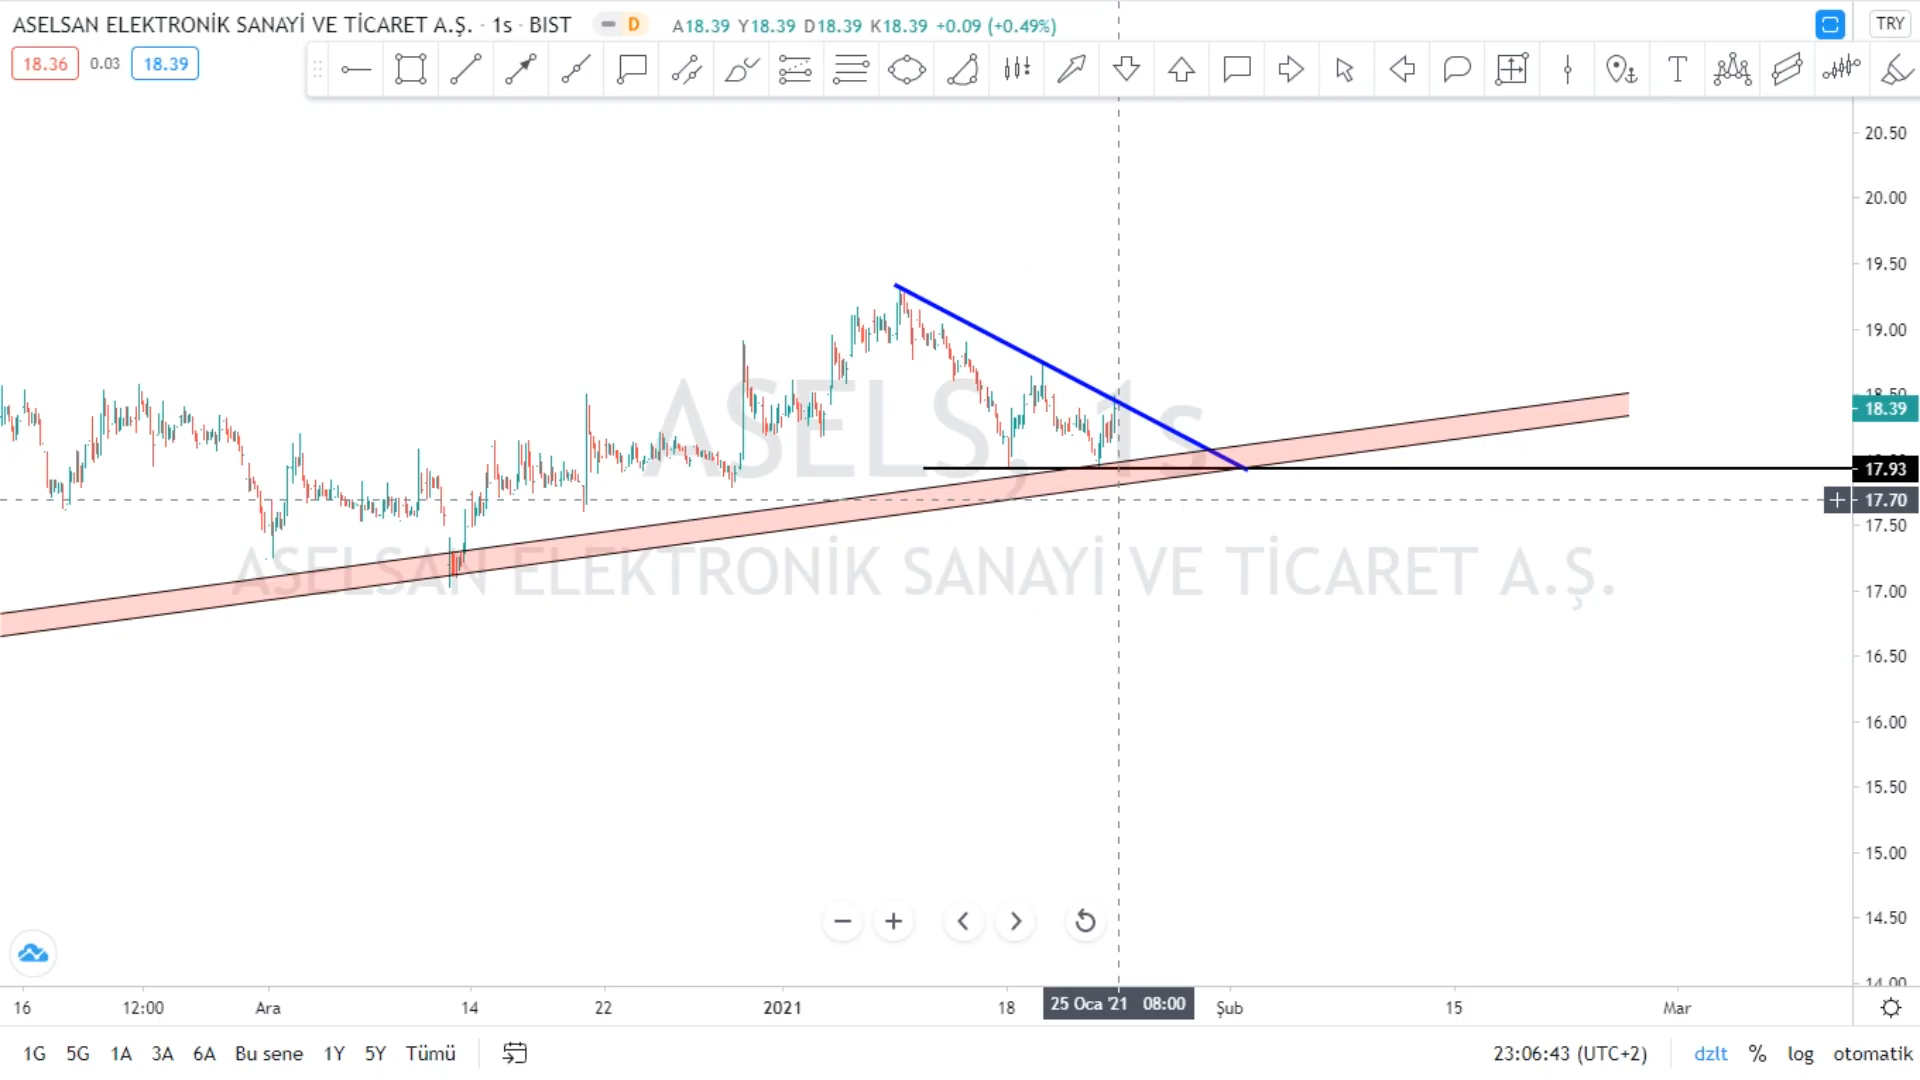 ASELSAN ELEKTRONİK SANAYİ VE TİCARET A.Ş. · 1s · BIST D A18.39 Y18.39 D18.39 K18.39 +0.09 (+0.49%) TRY
18.36 0.03 18.39
T
20.50
20.00
19.50
19.00
18.50
18.39
17.93
17.70
17.50
17.00
16.50
16.00
15.50
15.00
14.50
14.00
ASELS, 1s
ASELSAN ELEKTRONİK SANAYİ VE TİCARET A.Ş.
16 12:00 Ara 14 22 2021 18 25 Oca '21 08:00 Şub 15 Mar
1G 5G 1A 3A 6A Bu sene 1Y 5Y Tümü 23:06:43 (UTC+2) dzlt % log otomatik